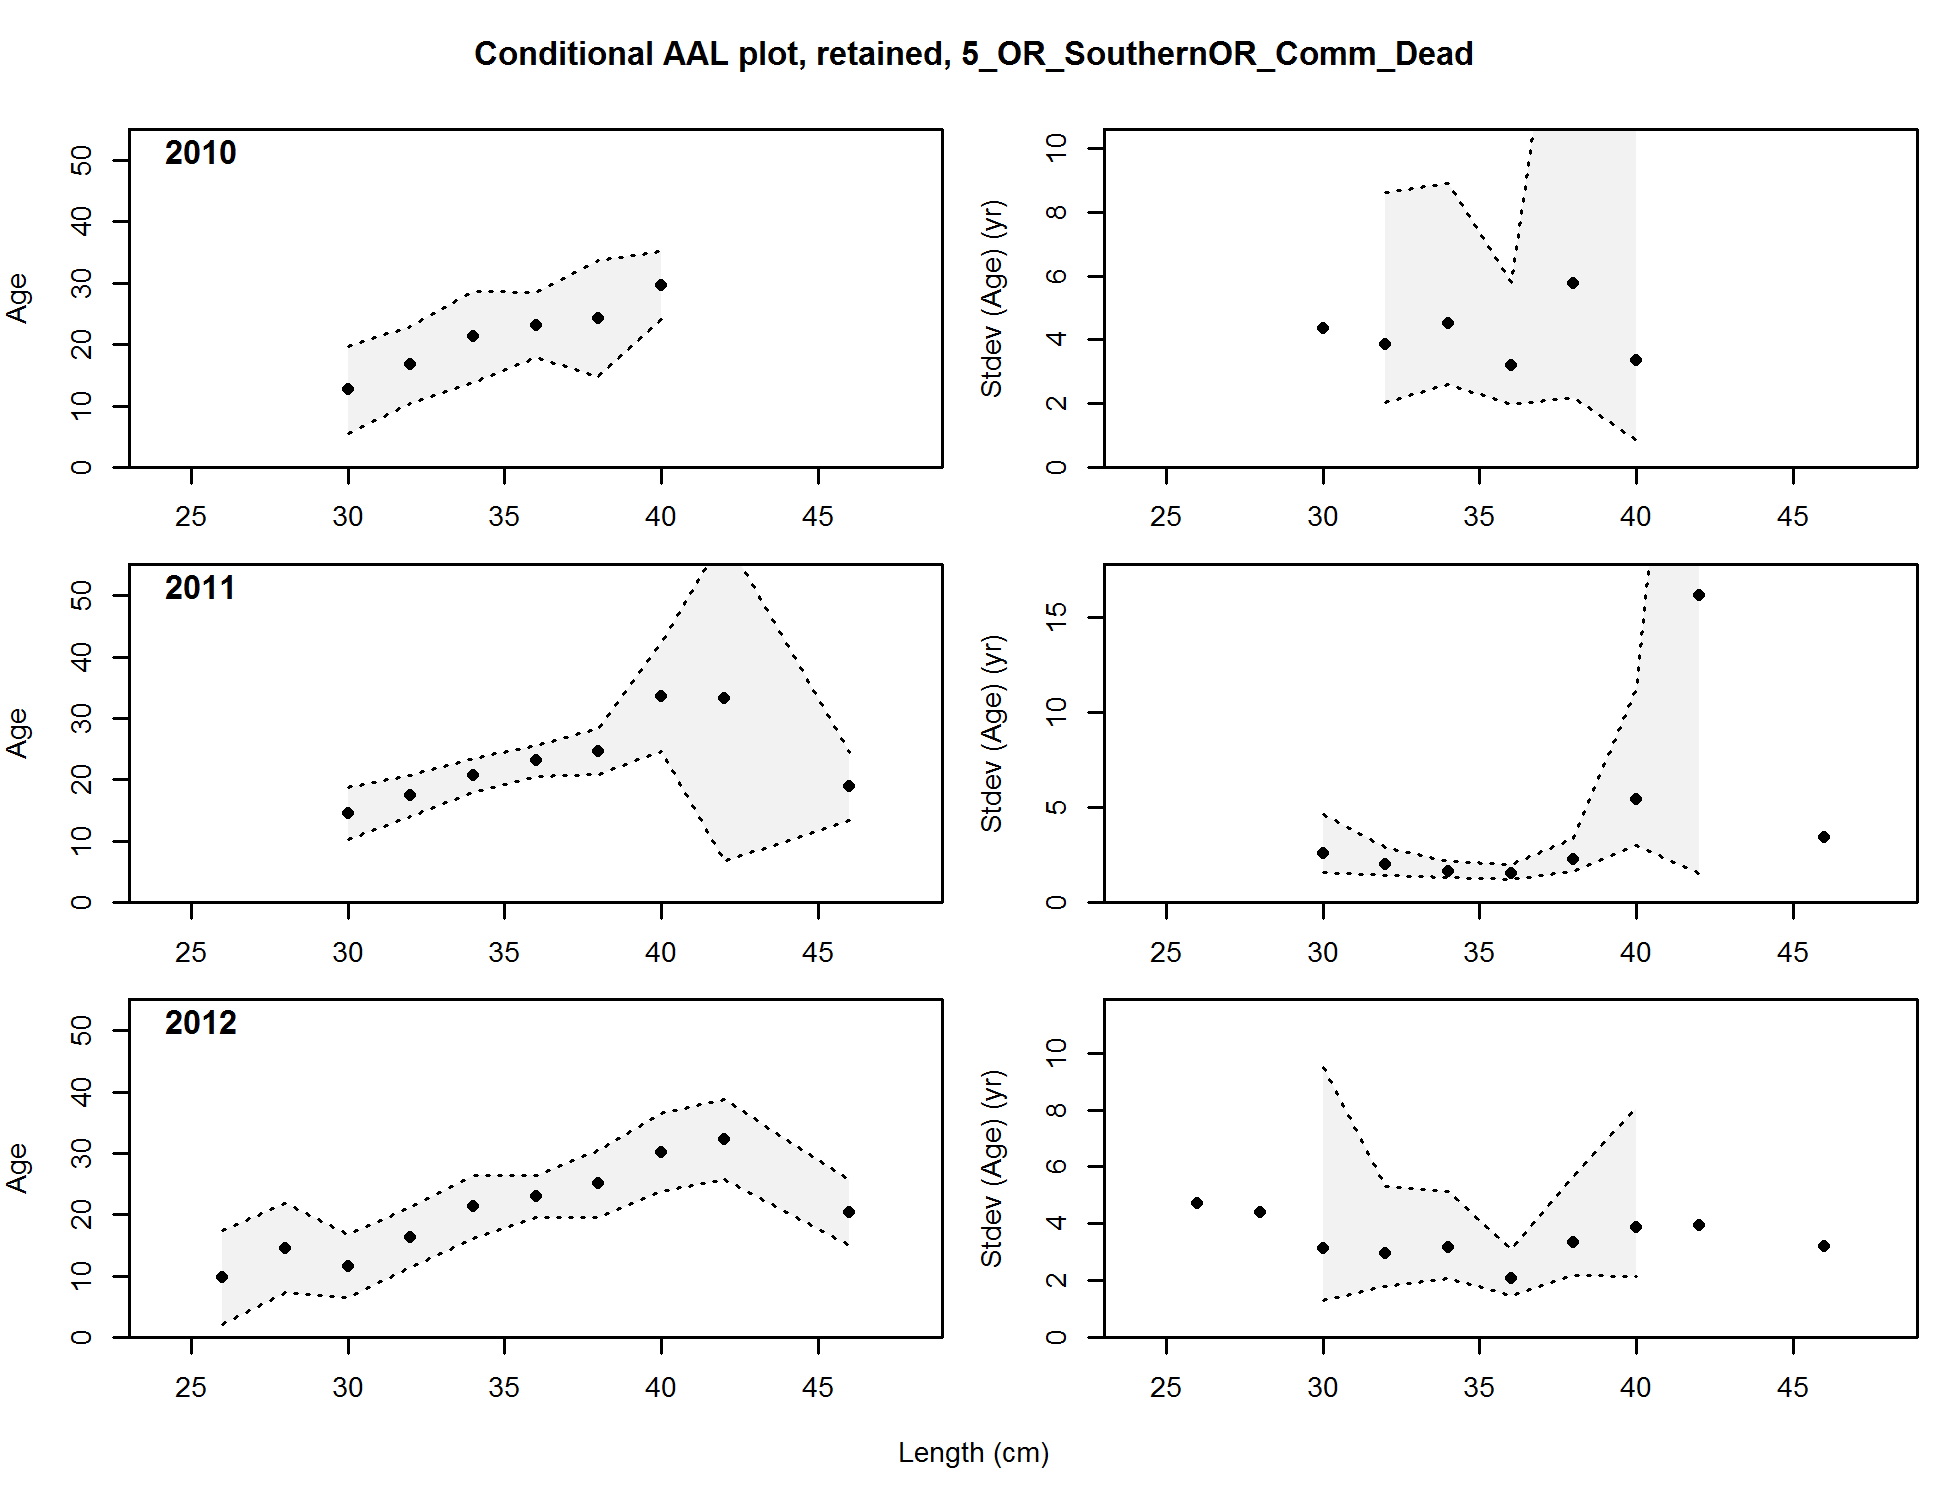 Conditional AAL plot, retained, 5_OR_SouthernOR_Comm_Dead
2010
Age
0 10 20 30 40 50
25 30 35 40 45
Stdev (Age) (yr)
0 2 4 6 8 10
25 30 35 40 45
2011
Age
0 10 20 30 40 50
25 30 35 40 45
Stdev (Age) (yr)
0 5 10 15
25 30 35 40 45
2012
Age
0 10 20 30 40 50
25 30 35 40 45
Stdev (Age) (yr)
0 2 4 6 8 10
25 30 35 40 45
Length (cm)